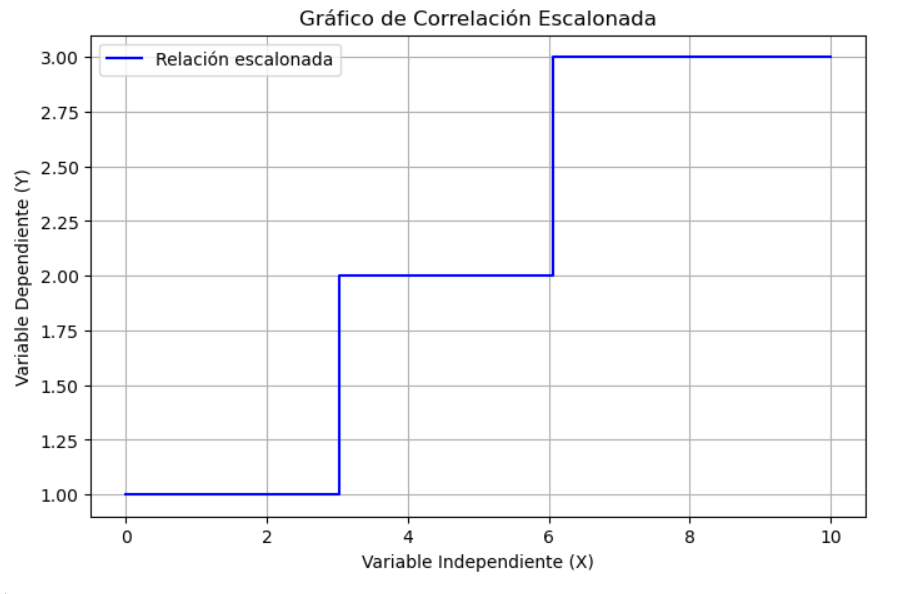 Gráfico de Correlación Escalonada
Relación escalonada
Variable Dependiente (Y)
3.00
2.75
2.50
2.25
2.00
1.75
1.50
1.25
1.00
0 2 4 6 8 10
Variable Independiente (X)